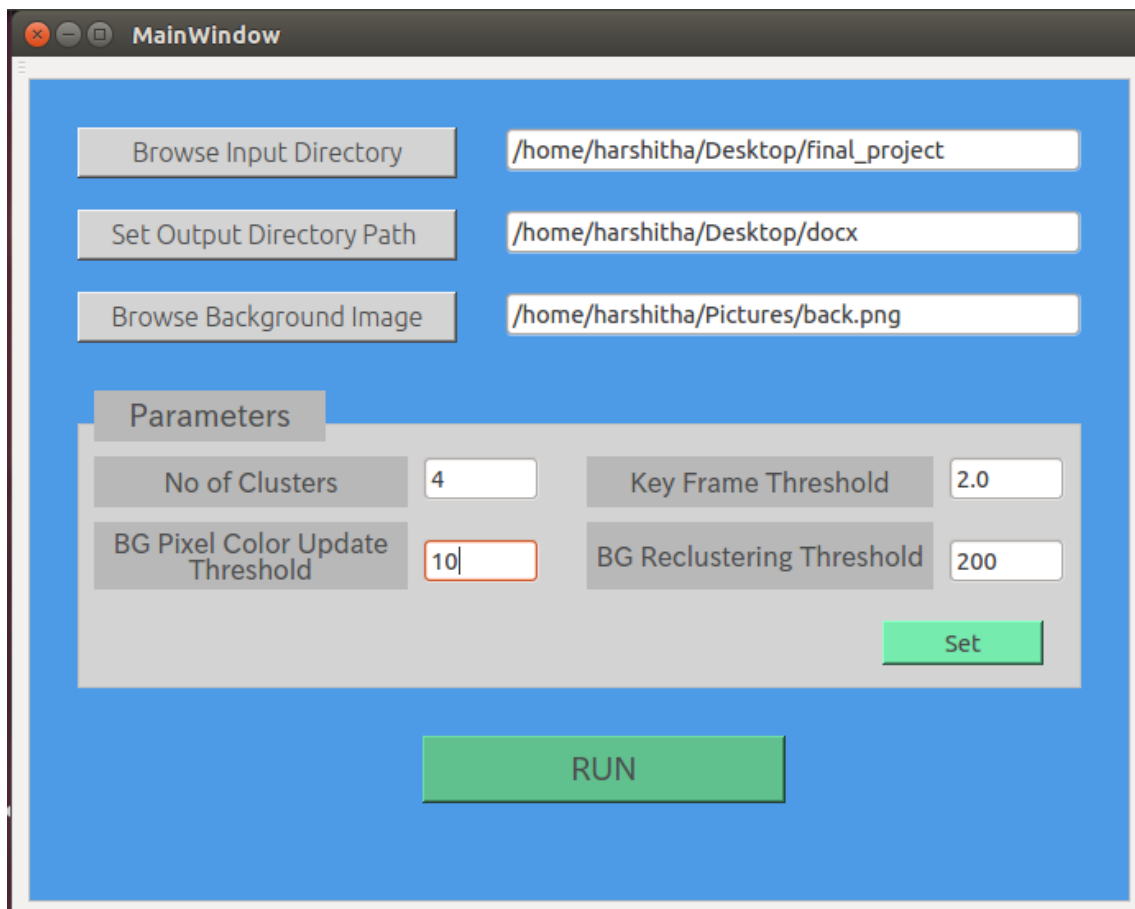 MainWindow
Browse Input Directory
/home/harshitha/Desktop/final_project
Set Output Directory Path
/home/harshitha/Desktop/docx
Browse Background Image
/home/harshitha/Pictures/back.png
Parameters
No of Clusters
4
Key Frame Threshold
2.0
BG Pixel Color Update
Threshold
10
BG Reclustering Threshold
200
Set
RUN